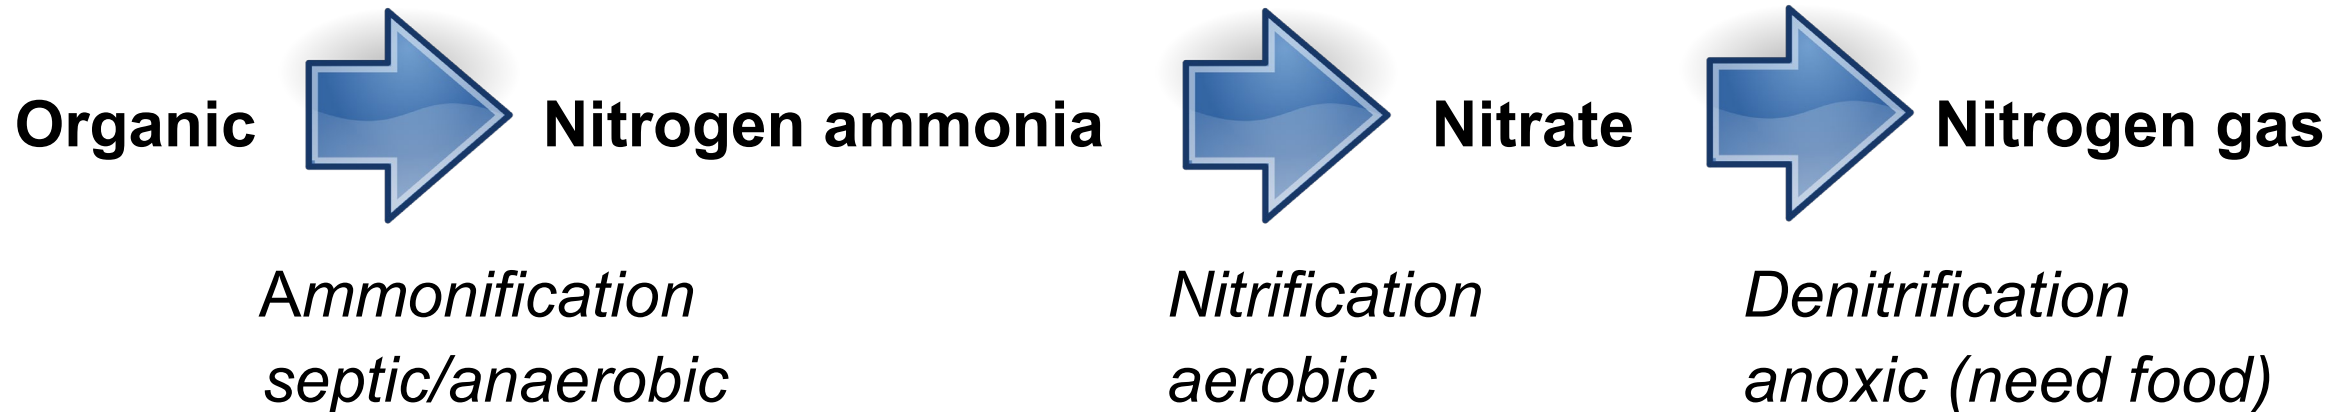 Organic Nitrogen ammonia Nitrate Nitrogen gas
Ammonification Nitrification Denitrification
septic/anaerobic aerobic anoxic (need food)